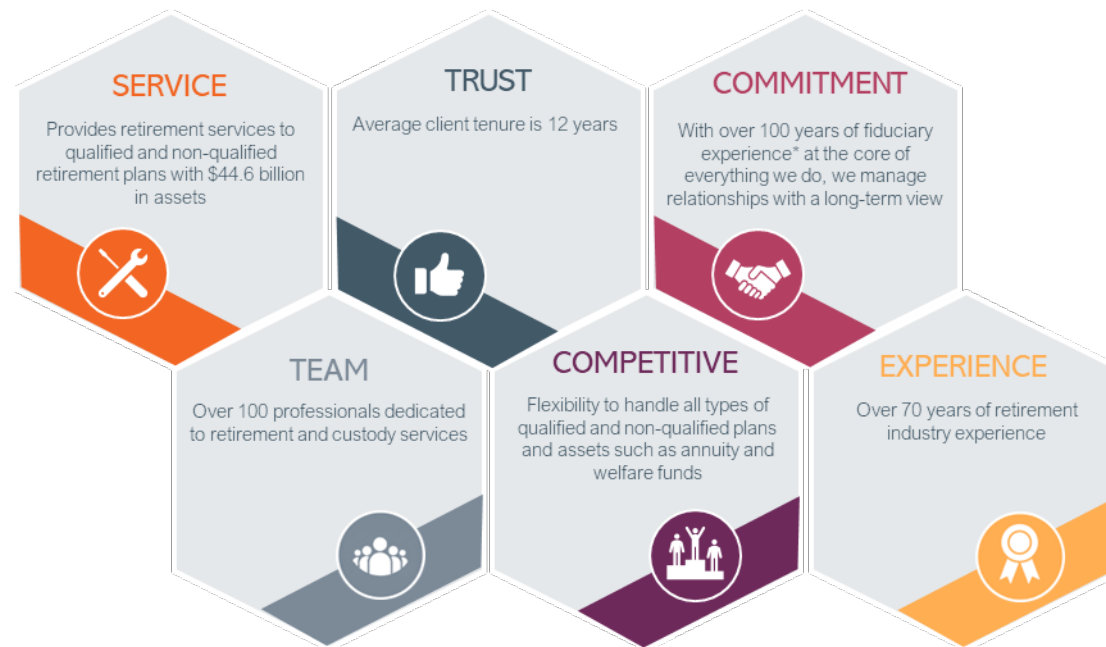 SERVICE
Provides retirement services to
qualified and non-qualified
retirement plans with $44.6 billion
in assets
TRUST
Average client tenure is 12 years
COMMITMENT
With over 100 years of fiduciary
experience* at the core of
everything we do, we manage
relationships with a long-term view
TEAM
Over 100 professionals dedicated
to retirement and custody services
COMPETITIVE
Flexibility to handle all types of
qualified and non-qualified plans
and assets such as annuity and
welfare funds
EXPERIENCE
Over 70 years of retirement
industry experience